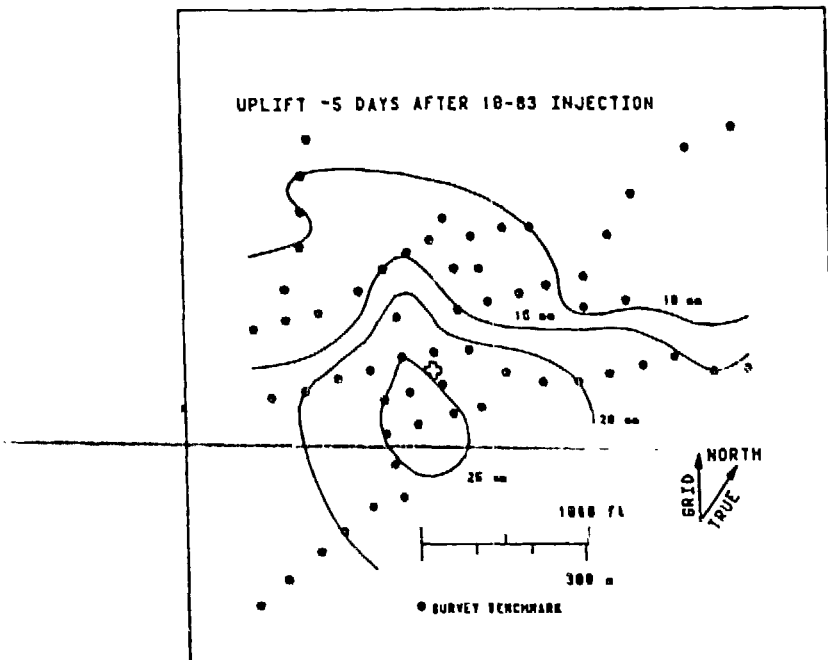 UPLIFT ~5 DAYS AFTER 10-83 INJECTION
10 mm
15 mm
20 mm
25 mm
NORTH
GRID
TRUE
1000 ft
300 m
SURVEY BENCHMARK